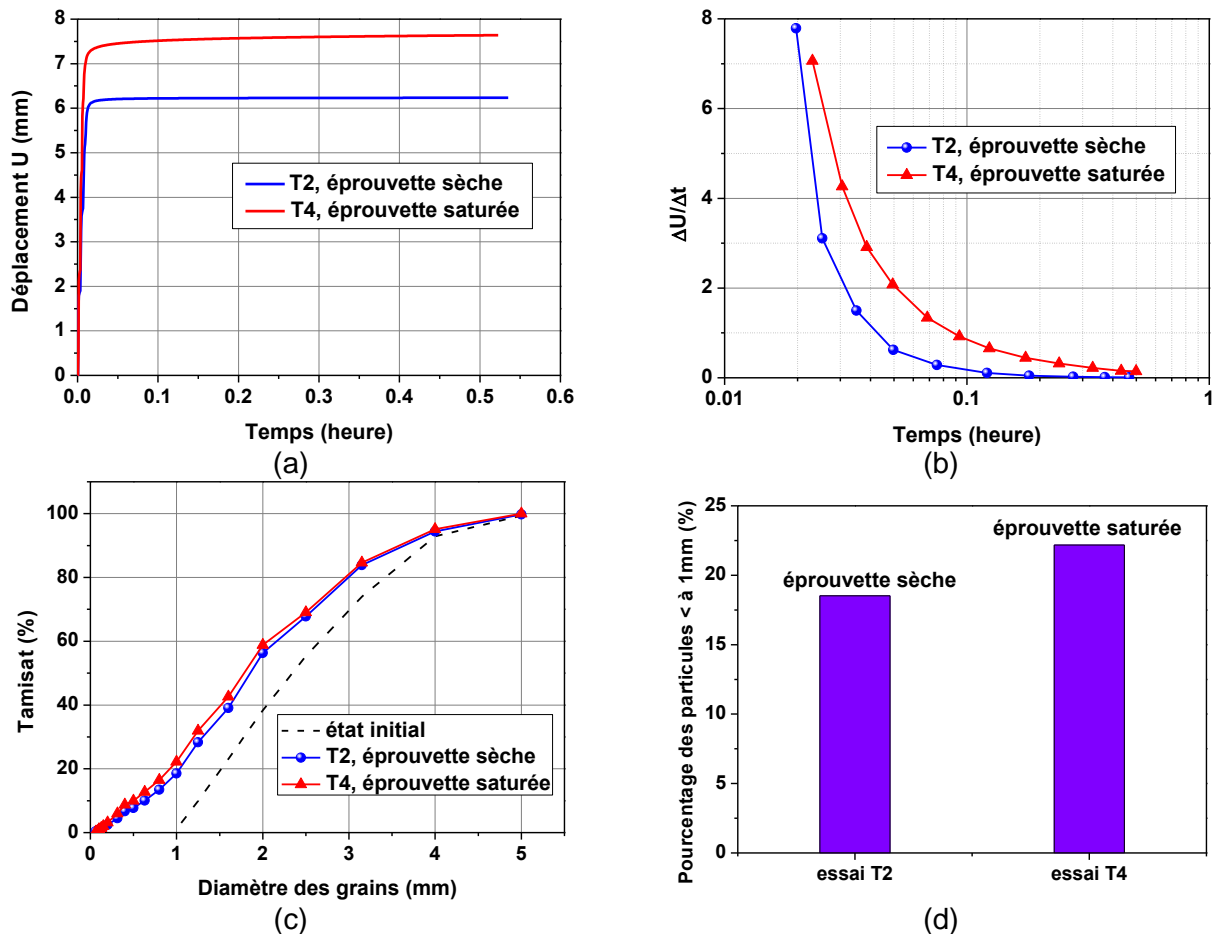 Déplacement U (mm)
8
7
6
5
4
3
2
1
0
T2, éprouvette sèche
T4, éprouvette saturée
0.0 0.1 0.2 0.3 0.4 0.5 0.6
Temps (heure)
(a)
ΔU/Δt
8
6
4
2
0
T2, éprouvette sèche
T4, éprouvette saturée
0.01 0.1 1
Temps (heure)
(b)
Tamisat (%)
100
80
60
40
20
0
état initial
T2, éprouvette sèche
T4, éprouvette saturée
0 1 2 3 4 5
Diamètre des grains (mm)
(c)
Pourcentage des particules < à 1mm (%)
25
20
15
10
5
0
éprouvette saturée
éprouvette sèche
essai T2 essai T4
(d)